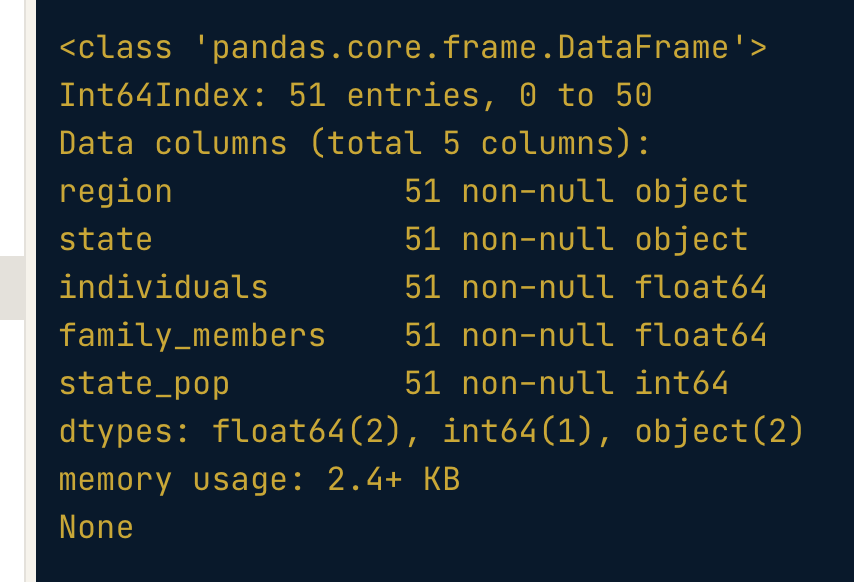 <class 'pandas.core.frame.DataFrame'>
Int64Index: 51 entries, 0 to 50
Data columns (total 5 columns):
region            51 non-null object
state             51 non-null object
individuals       51 non-null float64
family_members    51 non-null float64
state_pop         51 non-null int64
dtypes: float64(2), int64(1), object(2)
memory usage: 2.4+ KB
None